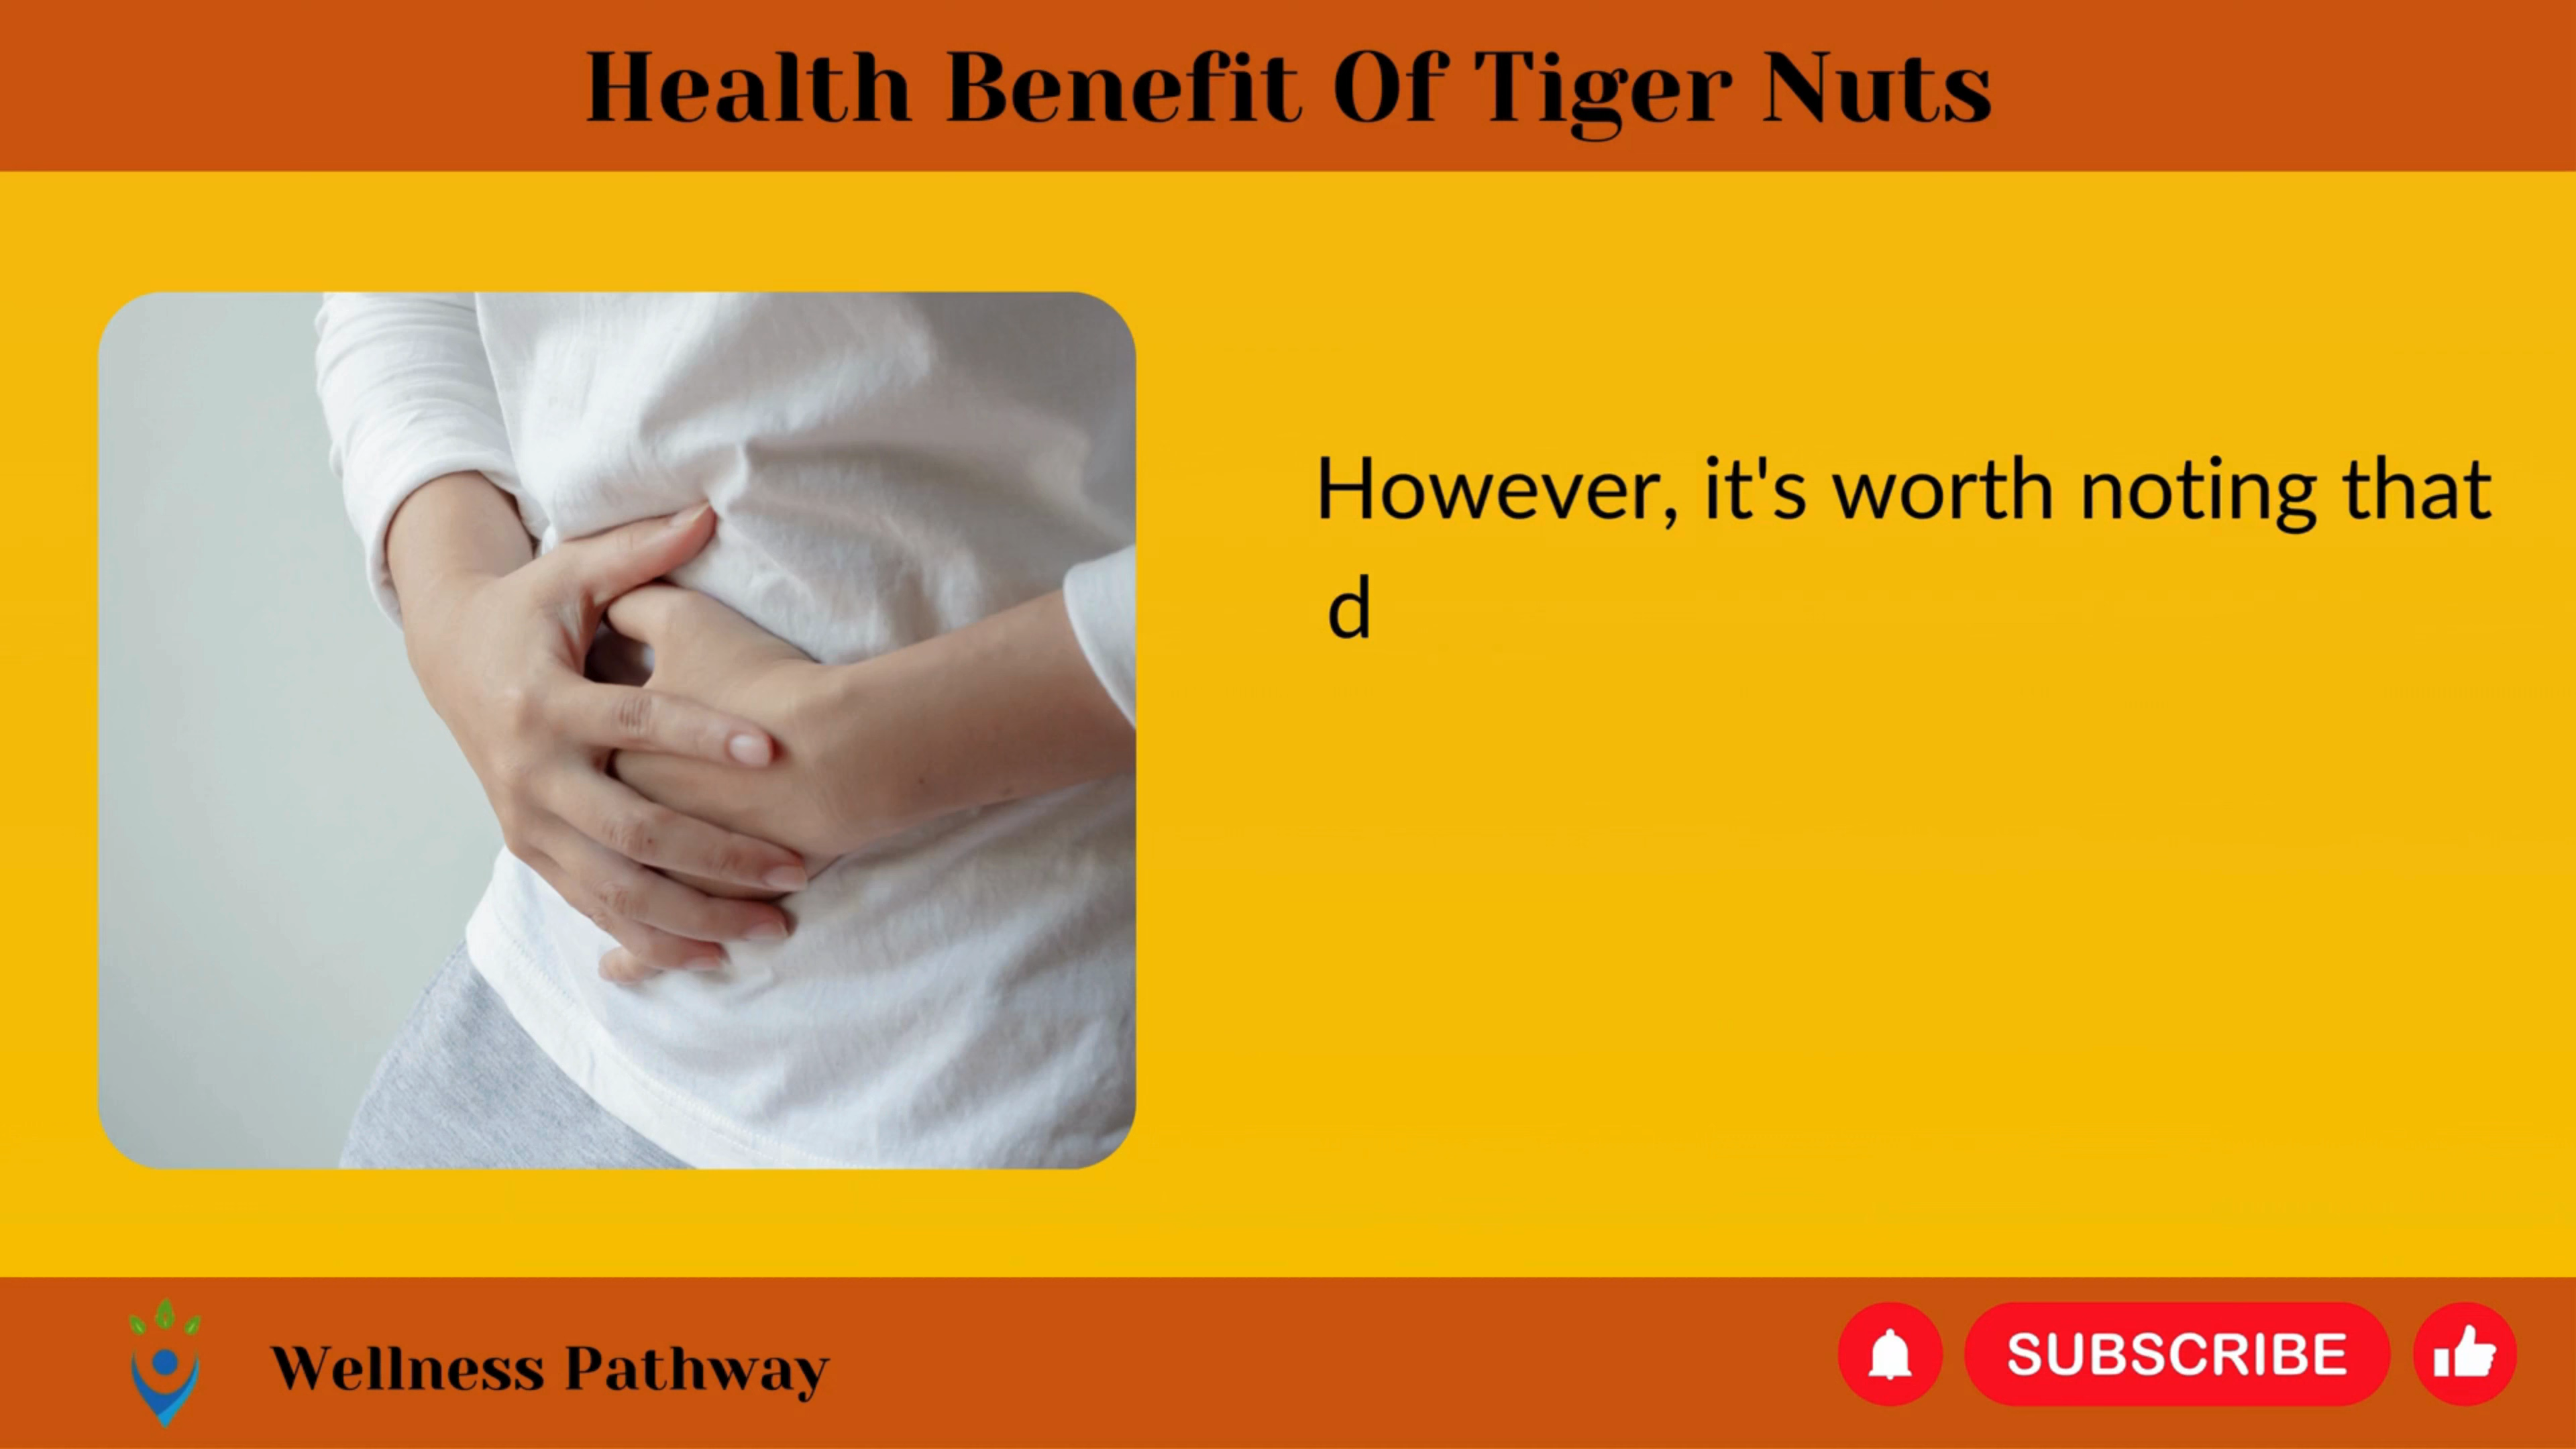 Health Benefit Of Tiger Nuts
However, it's worth noting that
d
Wellness Pathway
SUBSCRIBE